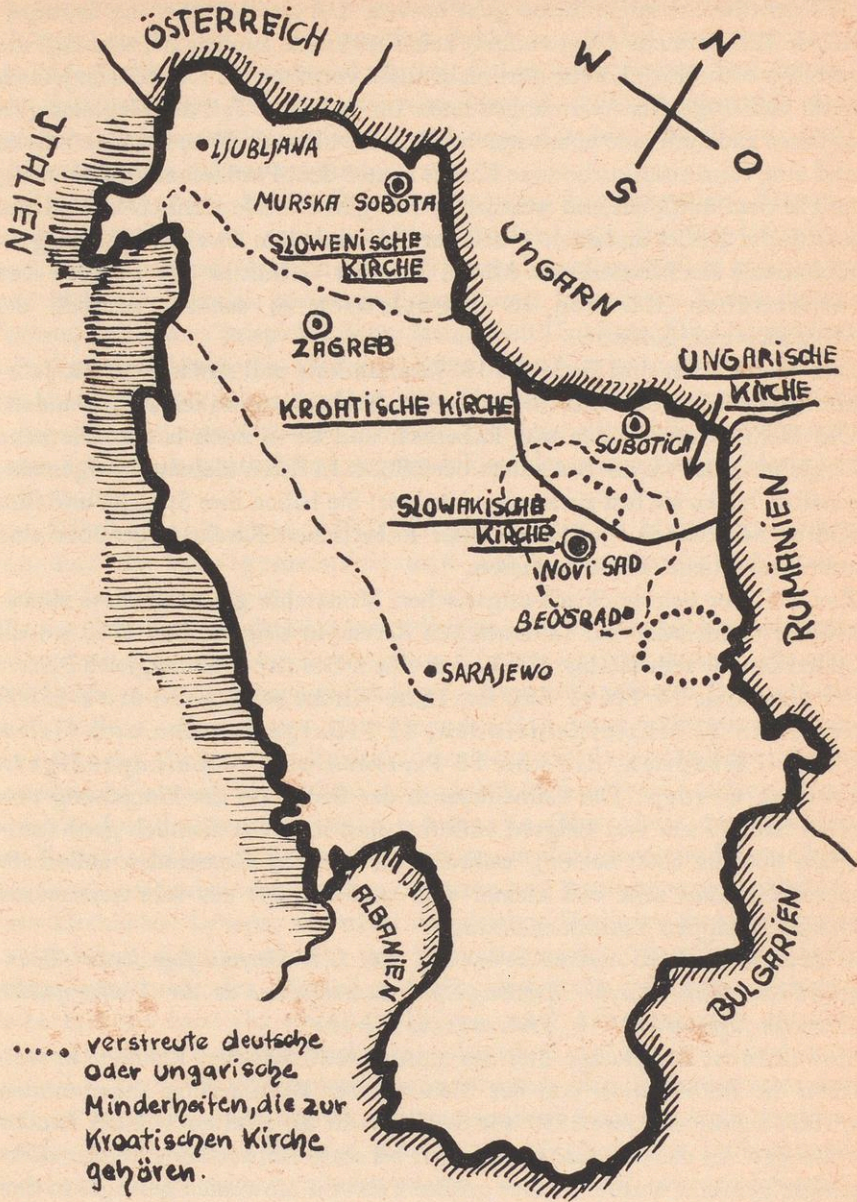 ÖSTERREICH
ITALIEN
N
W
O
S
LJUBLJANA
MURSKA SOBOTA
SLOWENISCHE
KIRCHE
UNGARN
ZAGREB
UNGARISCHE
KIRCHE
KROATISCHE KIRCHE
SUBOTICA
SLOWAKISCHE
KIRCHE
NOVI SAD
RUMÄNIEN
BEOGRAD
SARAJEWO
ALBANIEN
BULGARIEN
..... verstreute deutsche
oder ungarische
Minderheiten, die zur
Kroatischen Kirche
gehören.